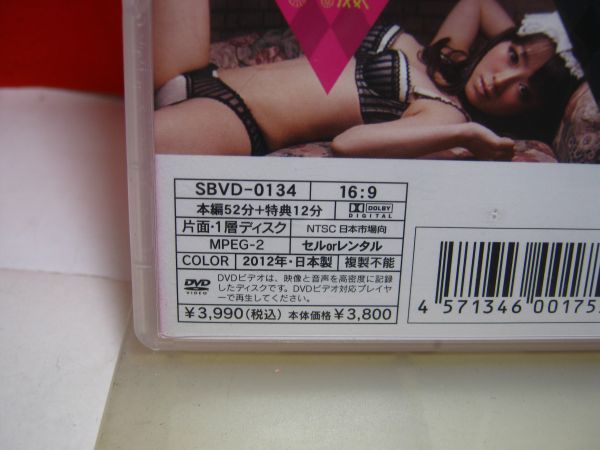 SBVD-0134 16:9
本編52分+特典12分 DOLBY DIGITAL
片面・1層ディスク NTSC 日本市場向
MPEG-2 セルorレンタル
COLOR 2012年・日本製 複製不能
DVD VIDEO DVDビデオは、映像と音声を高密度に記録
したディスクです。DVDビデオ対応プレイヤ
ーで再生してください。
¥3,990(税込) 本体価格¥3,800
4 571346 00175